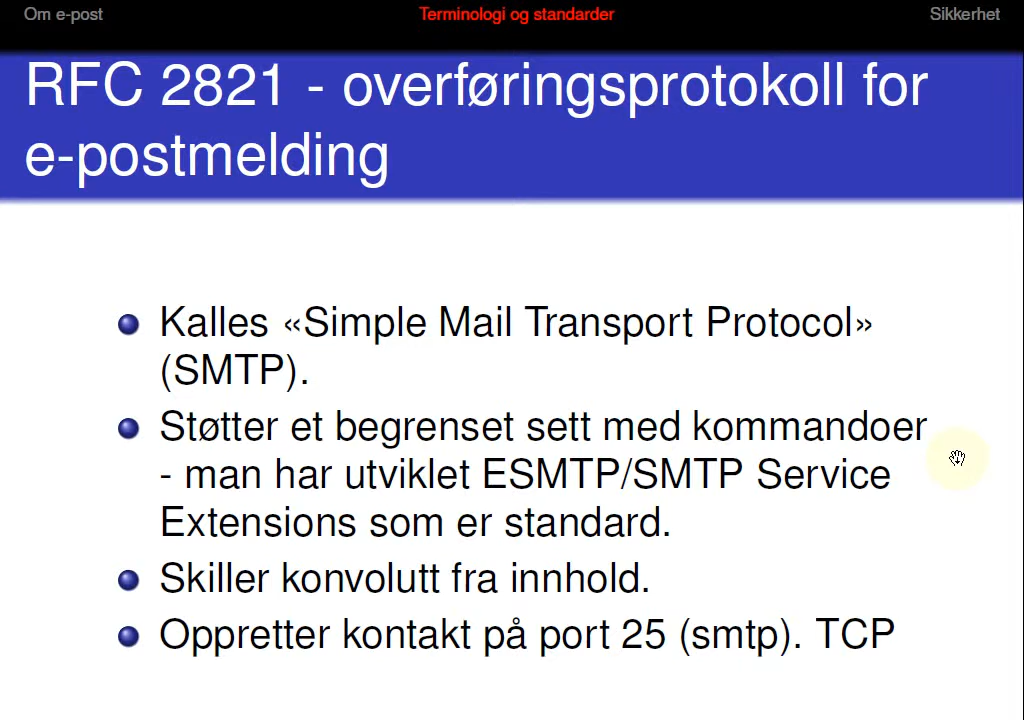 Om e-post
Terminologi og standarder
Sikkerhet
RFC 2821 - overføringsprotokoll for
e-postmelding
Kalles «Simple Mail Transport Protocol»
(SMTP).
Støtter et begrenset sett med kommandoer
- man har utviklet ESMTP/SMTP Service
Extensions som er standard.
Skiller konvolutt fra innhold.
Oppretter kontakt på port 25 (smtp). TCP